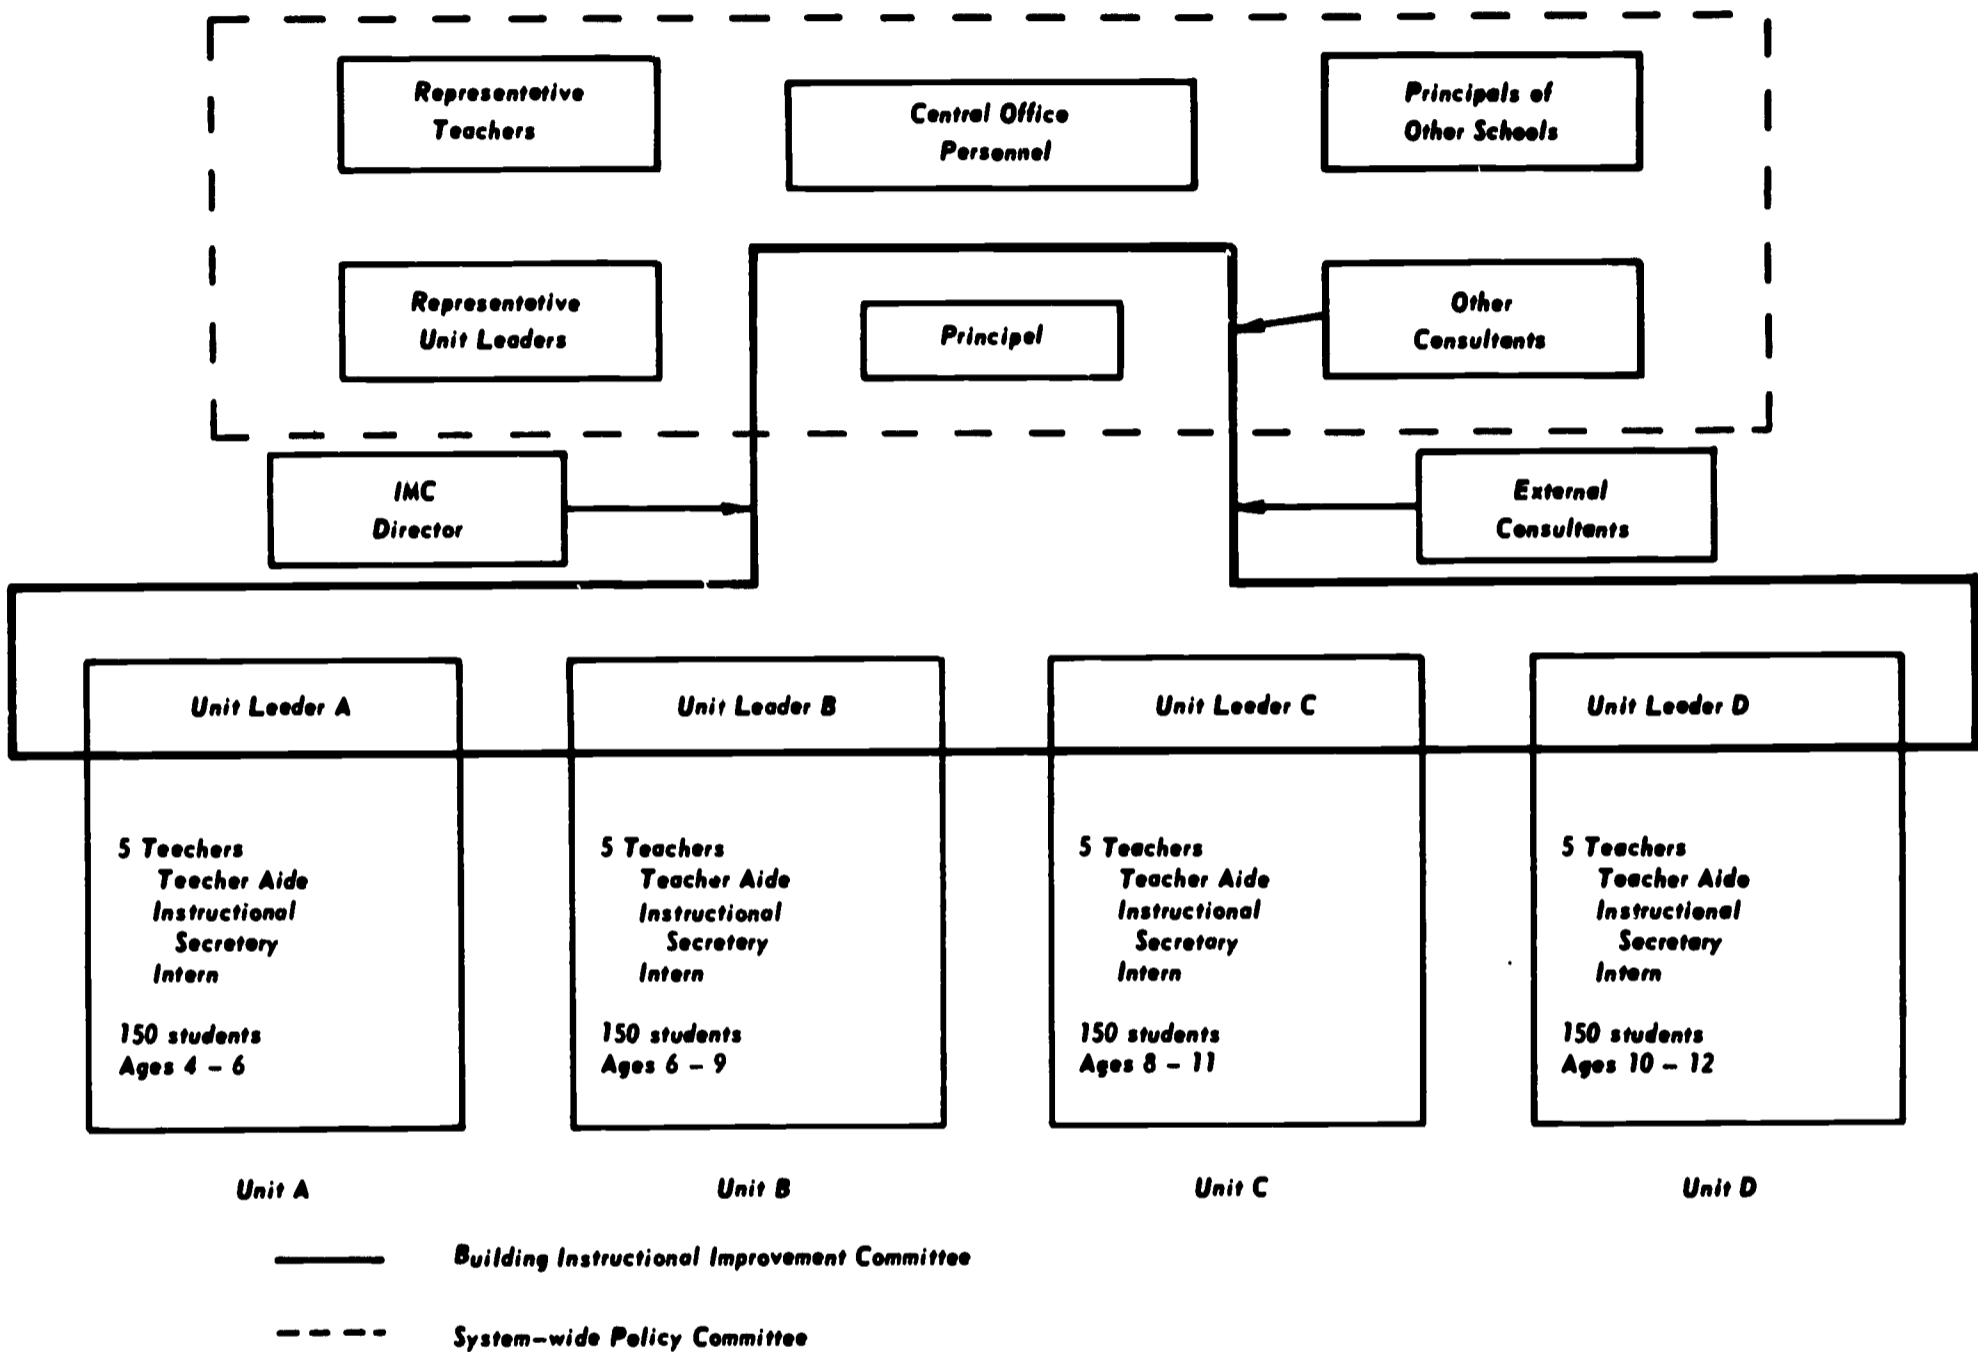 Representative
Teachers
Central Office
Personnel
Principals of
Other Schools
Representative
Unit Leaders
Principal
Other
Consultants
IMC
Director
External
Consultants
Unit Leader A
Unit Leader B
Unit Leader C
Unit Leader D
5 Teachers
Teacher Aide
Instructional
Secretary
Intern
150 students
Ages 4 – 6
5 Teachers
Teacher Aide
Instructional
Secretary
Intern
150 students
Ages 6 – 9
5 Teachers
Teacher Aide
Instructional
Secretary
Intern
150 students
Ages 8 – 11
5 Teachers
Teacher Aide
Instructional
Secretary
Intern
150 students
Ages 10 – 12
Unit A
Unit B
Unit C
Unit D
Building Instructional Improvement Committee
System-wide Policy Committee